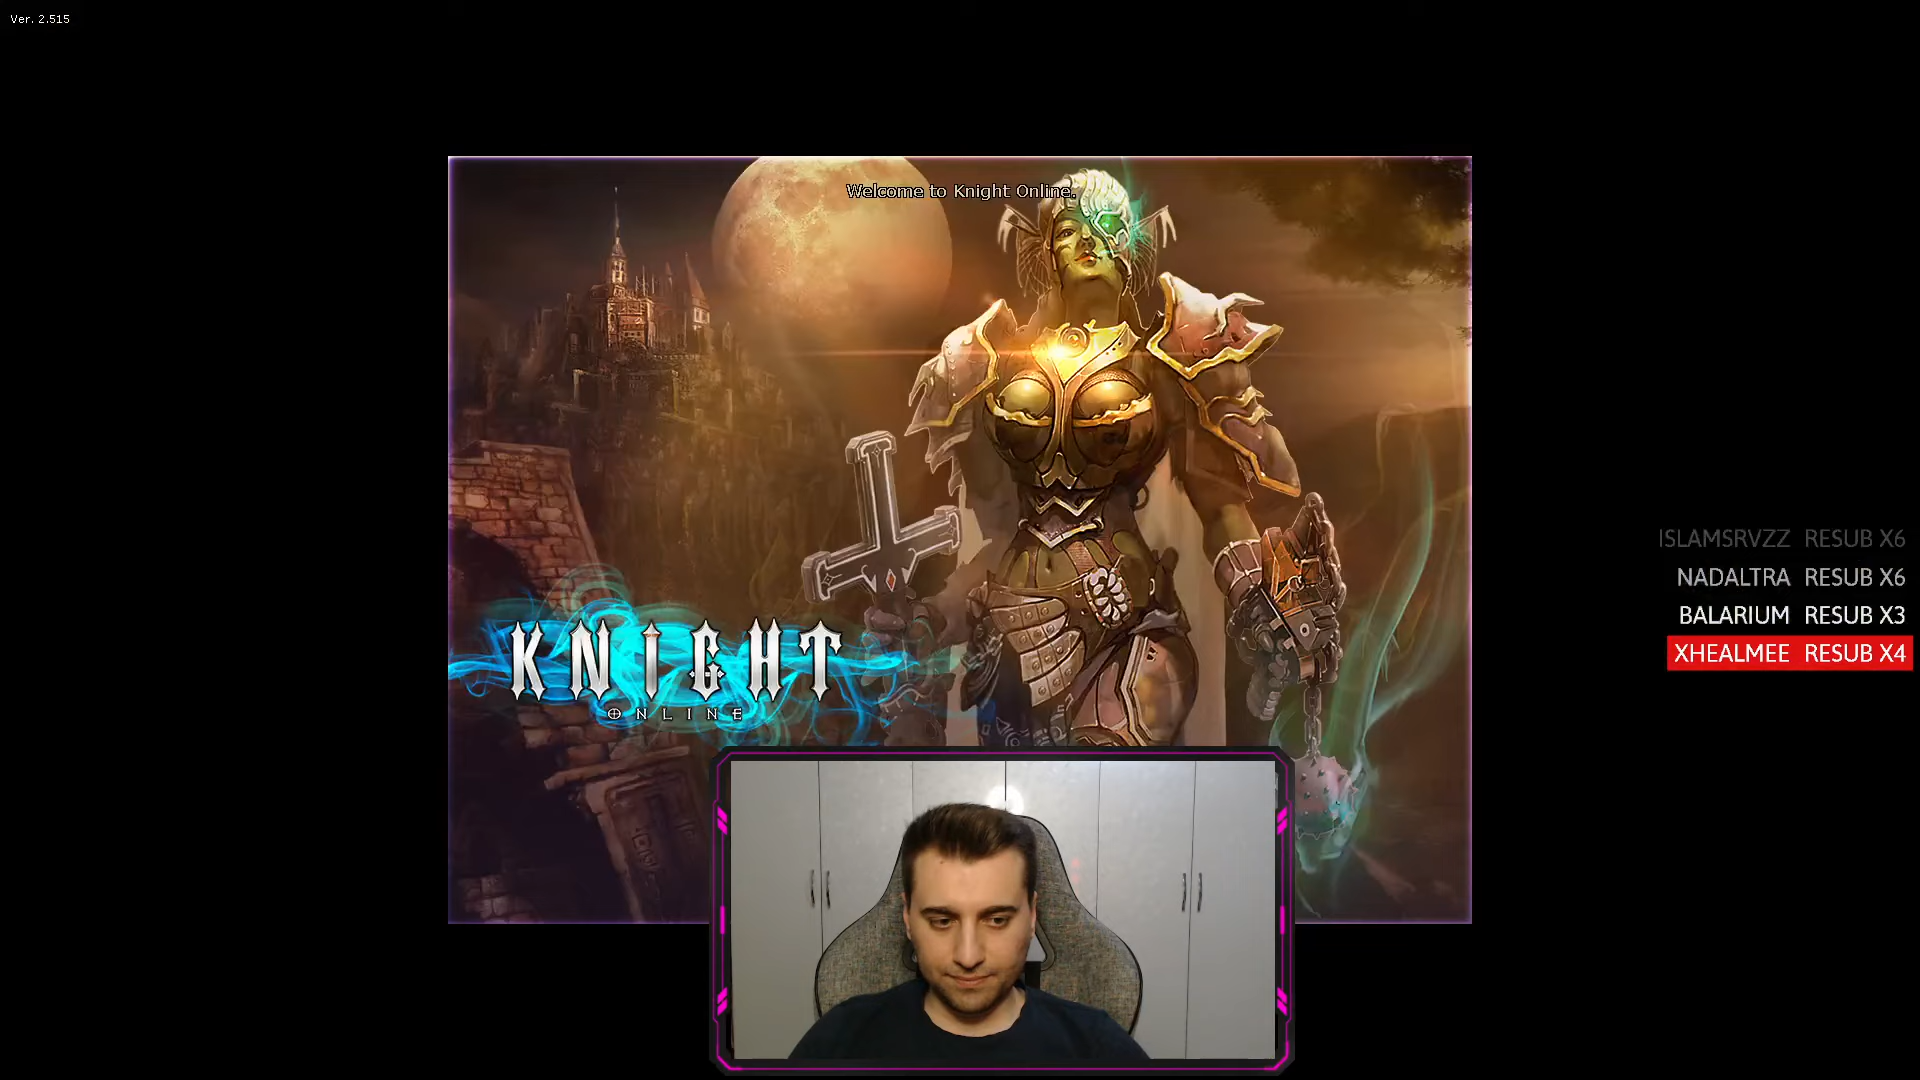 Ver. 2.515
Welcome to Knight Online.
KNIGHT
ONLINE
ISLAMSRVZZ RESUB X6
NADALTRA RESUB X6
BALARIUM RESUB X3
XHEALMEE RESUB X4